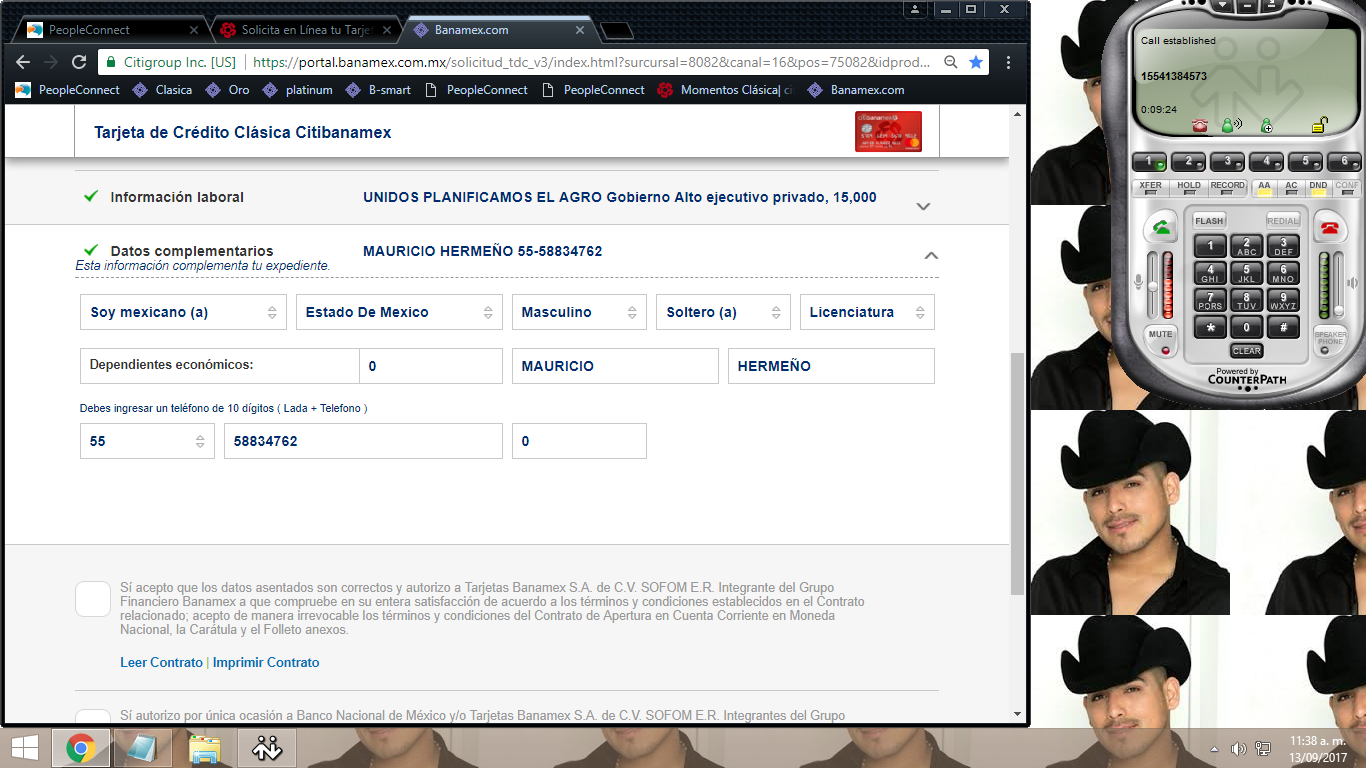 PeopleConnect
Solicita en Línea tu Tarje
Banamex.com
Citigroup Inc. [US]
https://portal.banamex.com.mx/solicitud_tdc_v3/index.html?surcursal=8082&canal=16&pos=75082&idprod...
PeopleConnect
Clasica
Oro
platinum
B-smart
PeopleConnect
PeopleConnect
Momentos Clásica| ci
Banamex.com
Tarjeta de Crédito Clásica Citibanamex
Información laboral
UNIDOS PLANIFICAMOS EL AGRO Gobierno Alto ejecutivo privado, 15,000
Datos complementarios
MAURICIO HERMEÑO 55-58834762
Esta información complementa tu expediente.
Soy mexicano (a)
Estado De Mexico
Masculino
Soltero (a)
Licenciatura
Dependientes económicos:
0
MAURICIO
HERMEÑO
Debes ingresar un teléfono de 10 dígitos ( Lada + Telefono )
55
58834762
0
Sí acepto que los datos asentados son correctos y autorizo a Tarjetas Banamex S.A. de C.V. SOFOM E.R. Integrante del Grupo
Financiero Banamex a que compruebe en su entera satisfacción de acuerdo a los términos y condiciones establecidos en el Contrato
relacionado; acepto de manera irrevocable los términos y condiciones del Contrato de Apertura en Cuenta Corriente en Moneda
Nacional, la Carátula y el Folleto anexos.
Leer Contrato | Imprimir Contrato
Sí autorizo por única ocasión a Banco Nacional de México y/o Tarjetas Banamex S.A. de C.V. SOFOM E.R. Integrantes del Grupo
Call established
15541384573
0:09:24
1 2 3 4 5 6
XFER HOLD RECORD AA AC DND CONF
FLASH
REDIAL
1 2 ABC 3 DEF
4 GHI 5 JKL 6 MNO
7 PQRS 8 TUV 9 WXYZ
* 0 #
MUTE
SPEAKER PHONE
CLEAR
Powered by
COUNTERPATH
11:38 a. m.
13/09/2017